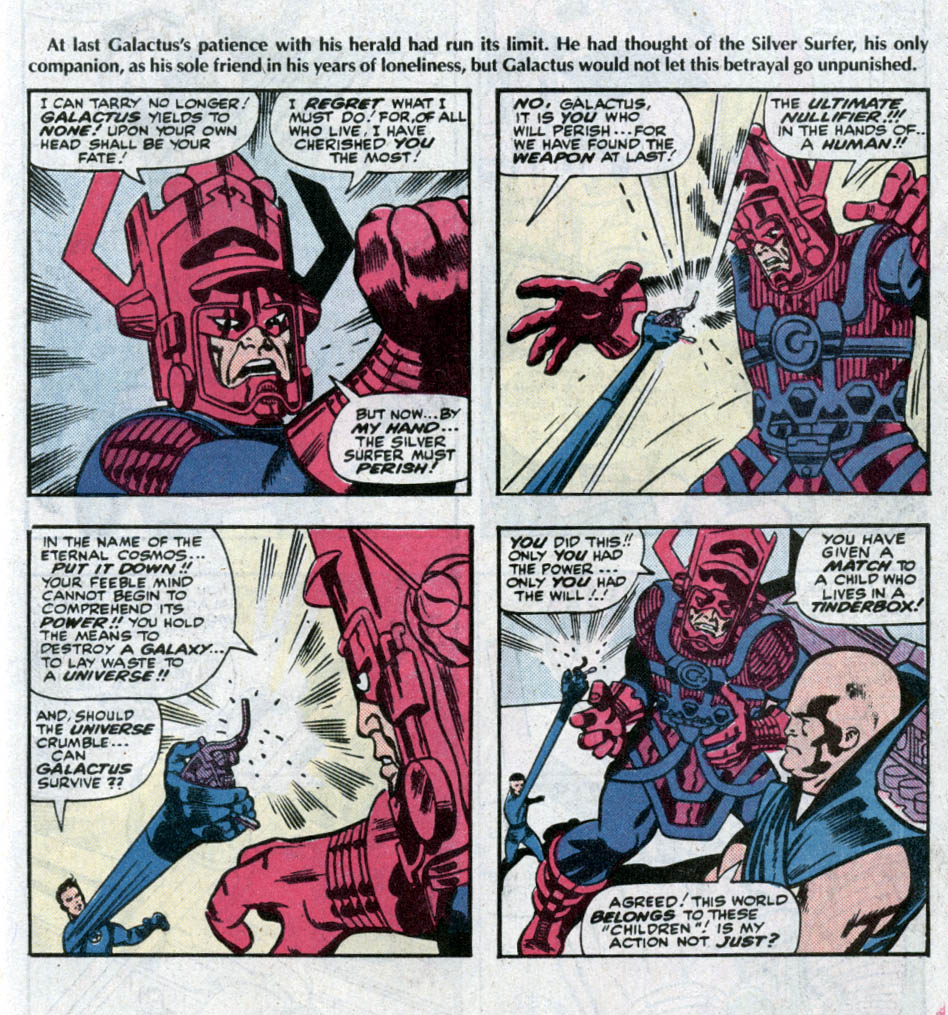 At last Galactus's patience with his herald had run its limit. He had thought of the Silver Surfer, his only
companion, as his sole friend in his years of loneliness, but Galactus would not let this betrayal go unpunished.
I CAN TARRY NO LONGER!
GALACTUS YIELDS TO
NONE! UPON YOUR OWN
HEAD SHALL BE YOUR
FATE!
I REGRET WHAT I
MUST DO! FOR, OF ALL
WHO LIVE, I HAVE
CHERISHED YOU
THE MOST!
BUT NOW...BY
MY HAND...
THE SILVER
SURFER MUST
PERISH!
NO, GALACTUS,
IT IS YOU WHO
WILL PERISH...FOR
WE HAVE FOUND THE
WEAPON AT LAST!
THE ULTIMATE
NULLIFIER!!!
IN THE HANDS OF..
A HUMAN!!
G
IN THE NAME OF THE
ETERNAL COSMOS...
PUT IT DOWN!!
YOUR FEEBLE MIND
CANNOT BEGIN TO
COMPREHEND ITS
POWER!! YOU HOLD
THE MEANS TO
DESTROY A GALAXY...
TO LAY WASTE TO
A UNIVERSE!!
AND, SHOULD
THE UNIVERSE
CRUMBLE...
CAN
GALACTUS
SURVIVE ??
YOU DID THIS!!
ONLY YOU HAD
THE POWER ...
ONLY YOU HAD
THE WILL!!
YOU HAVE
GIVEN A
MATCH TO
A CHILD WHO
LIVES IN A
TINDERBOX!
G
AGREED! THIS WORLD
BELONGS TO THESE
"CHILDREN"! IS MY
ACTION NOT JUST?